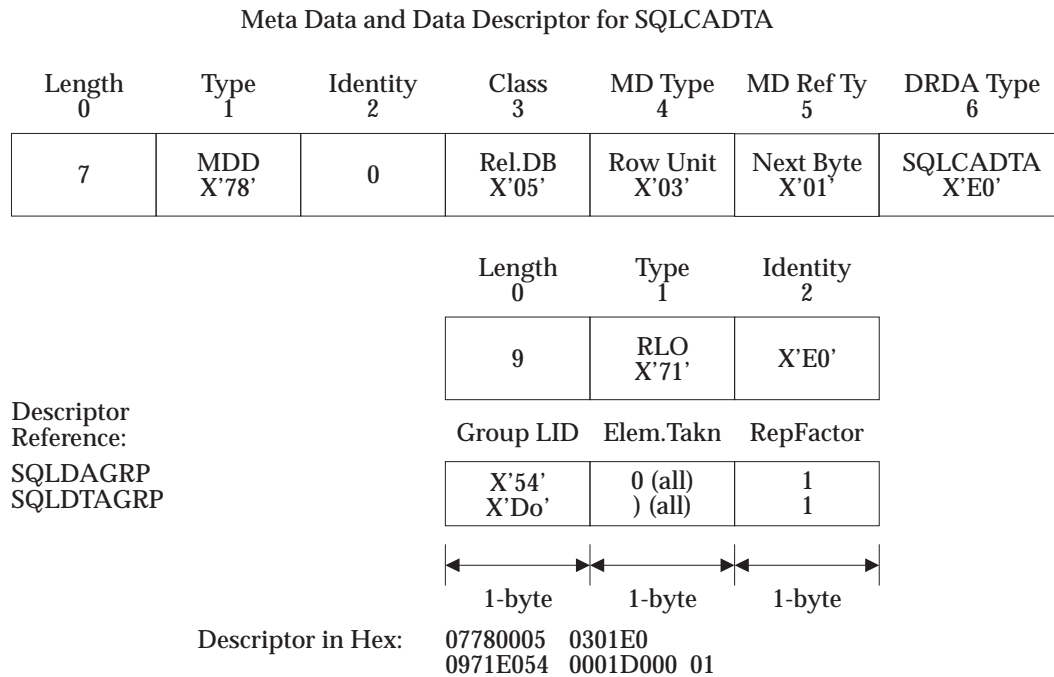 Meta Data and Data Descriptor for SQLCADTA
Length Type Identity Class MD Type MD Ref Ty DRDA Type
0 1 2 3 4 5 6
7 MDD 0 Rel.DB Row Unit Next Byte SQLCADTA
X'78' X'05' X'03' X'01' X'E0'
Length Type Identity
0 1 2
9 RLO X'E0'
X'71'
Descriptor
Reference:
Group LID Elem.Takn RepFactor
SQLDAGRP X'54' 0 (all) 1
SQLDTAGRP X'Do' ) (all) 1
1-byte 1-byte 1-byte
Descriptor in Hex: 07780005 0301E0
0971E054 0001D000 01